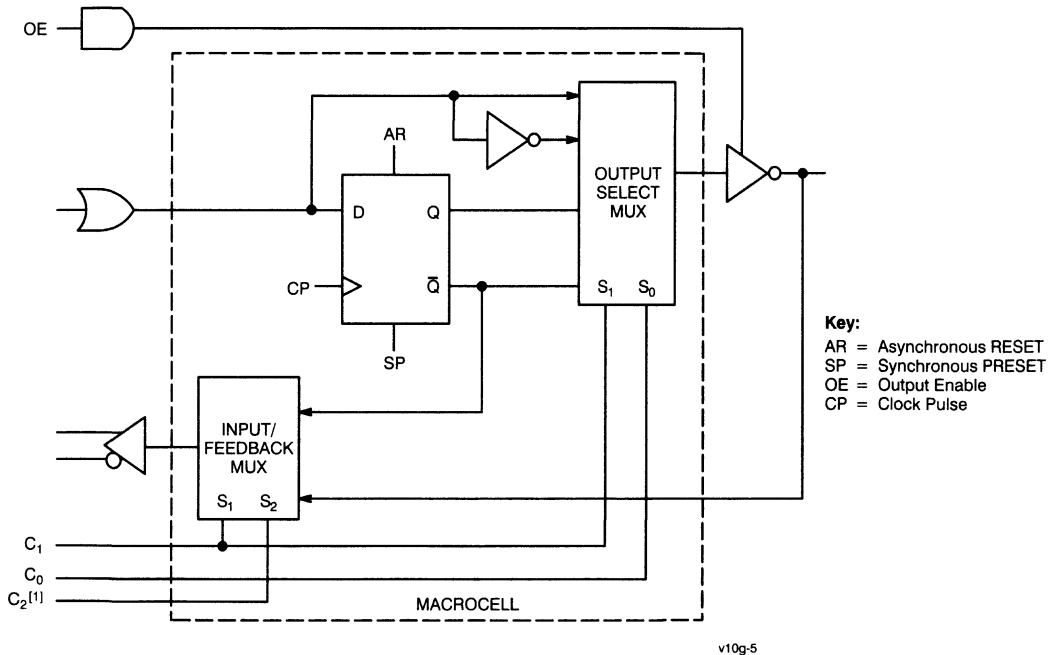 OE
AR
D
Q
CP
Q̅
SP
OUTPUT
SELECT
MUX
S₁ S₀
Key:
AR = Asynchronous RESET
SP = Synchronous PRESET
OE = Output Enable
CP = Clock Pulse
INPUT/
FEEDBACK
MUX
S₁ S₂
C₁
C₀
C₂[1]
MACROCELL
v10g-5